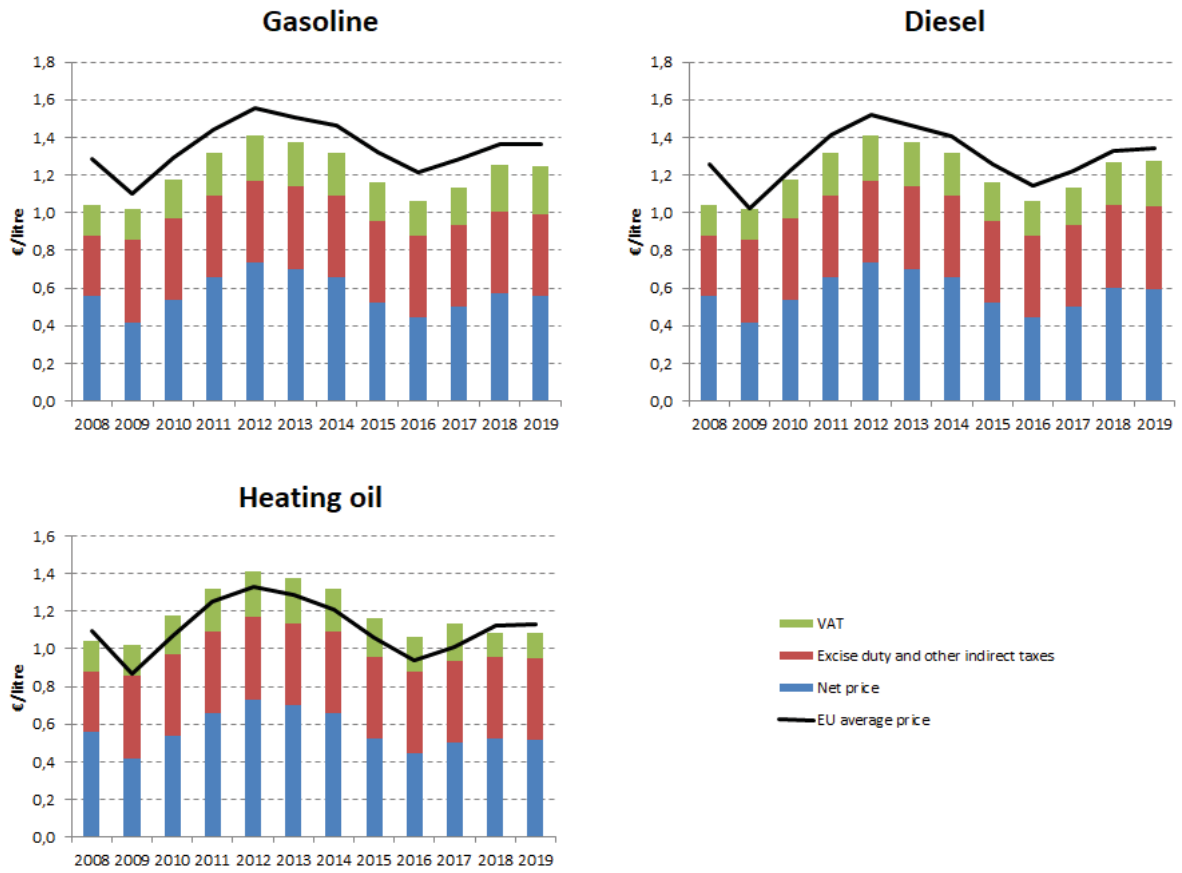 Gasoline
€/litre
1,8
1,6
1,4
1,2
1,0
0,8
0,6
0,4
0,2
0,0
2008 2009 2010 2011 2012 2013 2014 2015 2016 2017 2018 2019
Diesel
€/litre
1,8
1,6
1,4
1,2
1,0
0,8
0,6
0,4
0,2
0,0
2008 2009 2010 2011 2012 2013 2014 2015 2016 2017 2018 2019
Heating oil
€/litre
1,6
1,4
1,2
1,0
0,8
0,6
0,4
0,2
0,0
2008 2009 2010 2011 2012 2013 2014 2015 2016 2017 2018 2019
VAT
Excise duty and other indirect taxes
Net price
EU average price